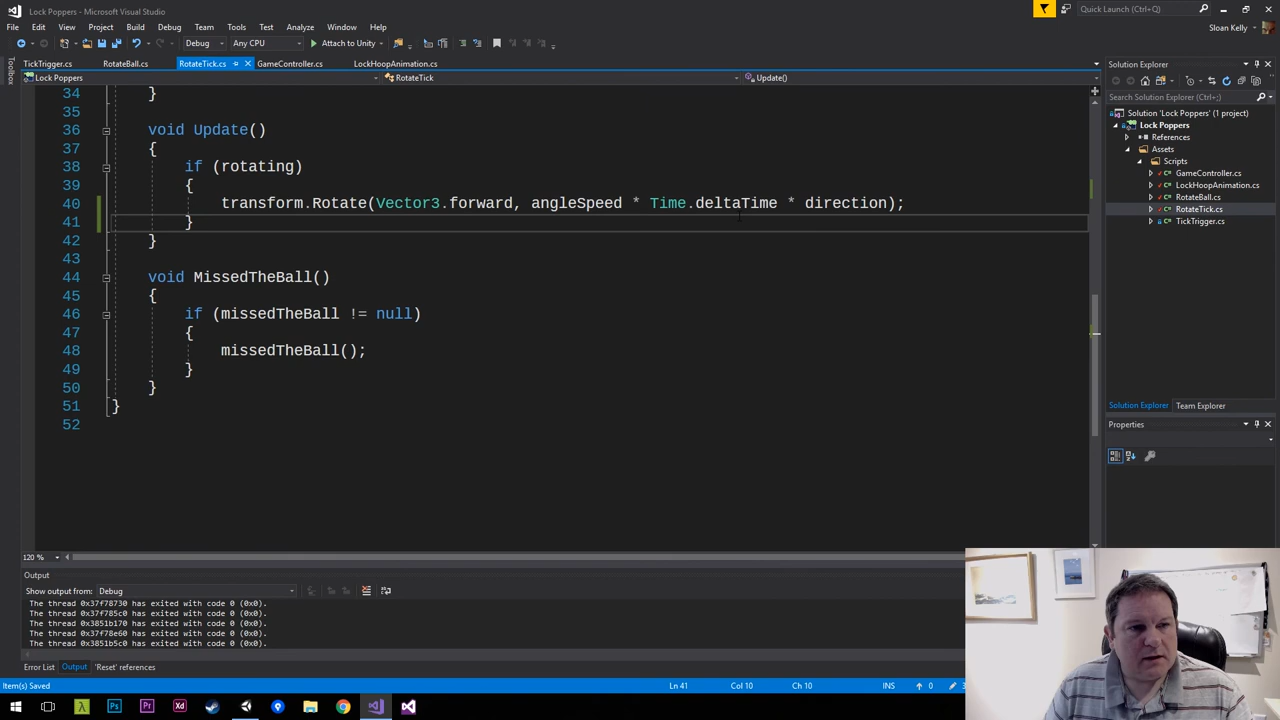 Lock Poppers - Microsoft Visual Studio
Quick Launch (Ctrl+Q)
File Edit View Project Build Debug Team Tools Test Analyze Window Help
Sloan Kelly
Debug Any CPU Attach to Unity
Toolbox
TickTrigger.cs RotateBall.cs RotateTick.cs GameController.cs LockHoopAnimation.cs
Lock Poppers RotateTick Update()
34 }
35
36 void Update()
37 {
38 if (rotating)
39 {
40 transform.Rotate(Vector3.forward, angleSpeed * Time.deltaTime * direction);
41 }
42 }
43
44 void MissedTheBall()
45 {
46 if (missedTheBall != null)
47 {
48 missedTheBall();
49 }
50 }
51 }
52
120 %
Solution Explorer
Search Solution Explorer (Ctrl+;)
Solution 'Lock Poppers' (1 project)
Lock Poppers
References
Assets
Scripts
GameController.cs
LockHoopAnimation.cs
RotateBall.cs
RotateTick.cs
TickTrigger.cs
Solution Explorer Team Explorer
Properties
Output
Show output from: Debug
The thread 0x37f78730 has exited with code 0 (0x0).
The thread 0x37f785c0 has exited with code 0 (0x0).
The thread 0x3851b170 has exited with code 0 (0x0).
The thread 0x37f78e60 has exited with code 0 (0x0).
The thread 0x3851b5c0 has exited with code 0 (0x0).
Error List Output 'Reset' references
Item(s) Saved Ln 41 Col 10 Ch 10 INS 0 3
Ps Pr Xd